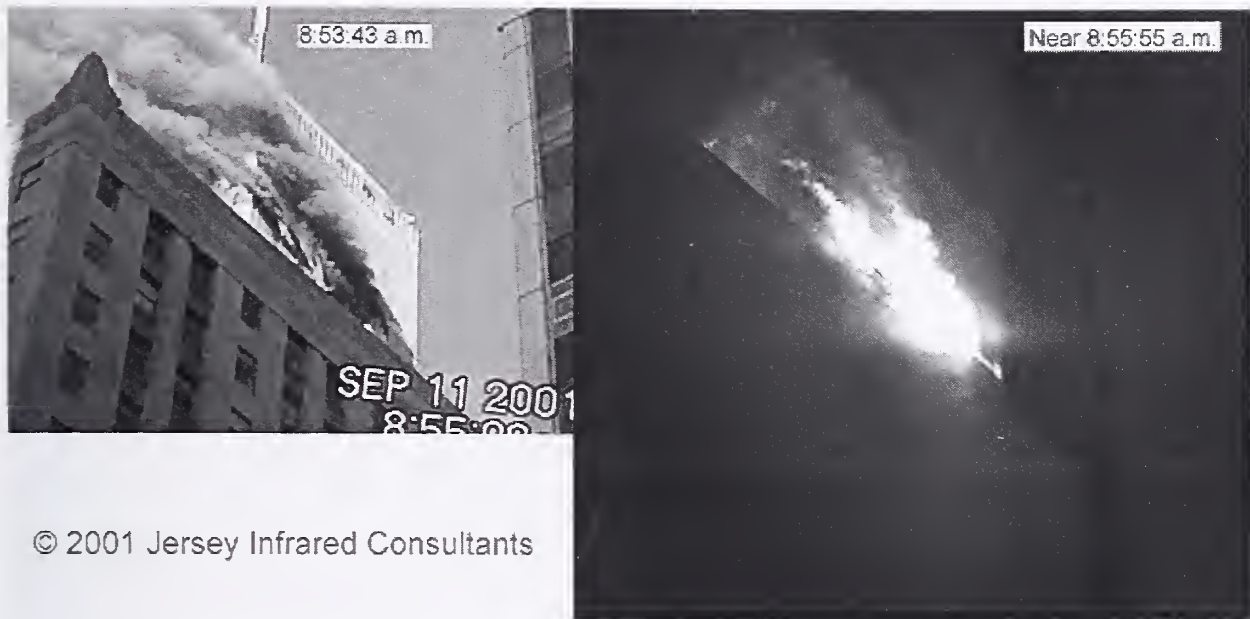 8:53:43 a.m.
Near 8:55:55 a.m.
SEP 11 2001
© 2001 Jersey Infrared Consultants